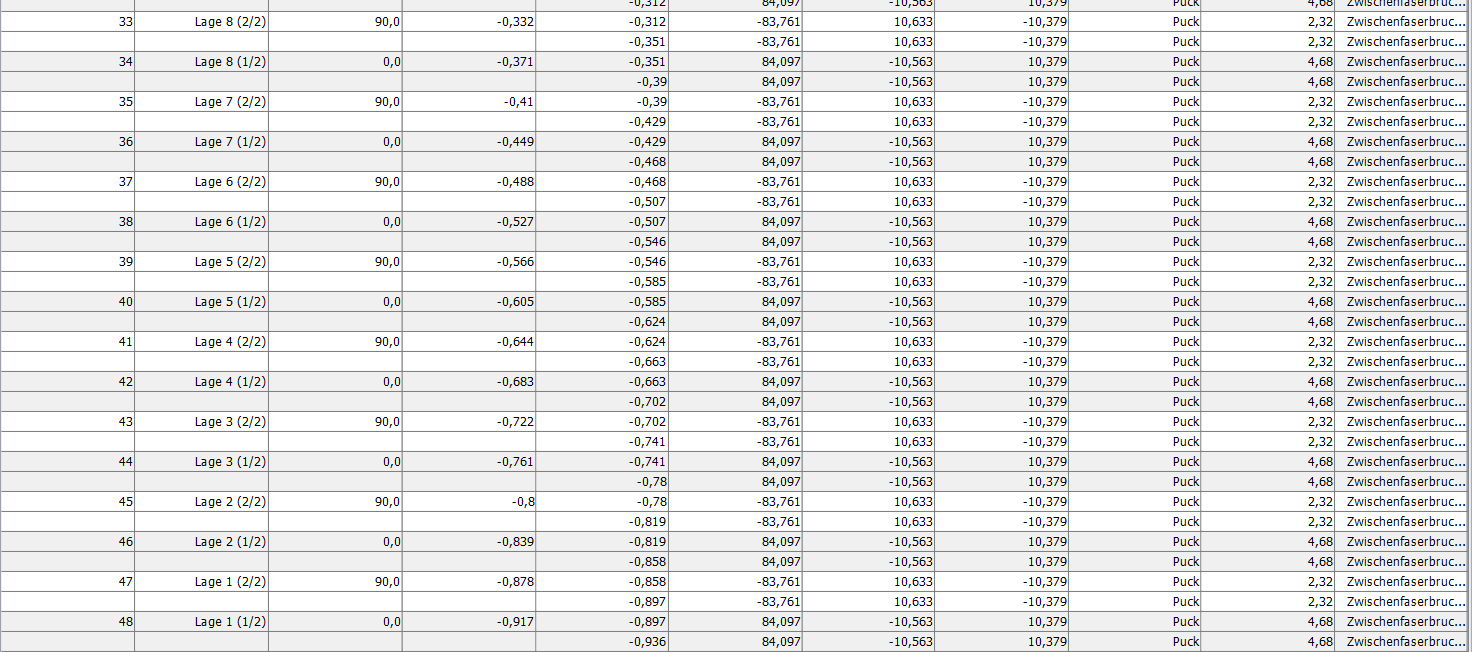 -0,312 84,097 -10,563 10,379 Puck 4,68 Zwischenfaserbruc...
33 Lage 8 (2/2) 90,0 -0,332 -0,312 -83,761 10,633 -10,379 Puck 2,32 Zwischenfaserbruc...
-0,351 -83,761 10,633 -10,379 Puck 2,32 Zwischenfaserbruc...
34 Lage 8 (1/2) 0,0 -0,371 -0,351 84,097 -10,563 10,379 Puck 4,68 Zwischenfaserbruc...
-0,39 84,097 -10,563 10,379 Puck 4,68 Zwischenfaserbruc...
35 Lage 7 (2/2) 90,0 -0,41 -0,39 -83,761 10,633 -10,379 Puck 2,32 Zwischenfaserbruc...
-0,429 -83,761 10,633 -10,379 Puck 2,32 Zwischenfaserbruc...
36 Lage 7 (1/2) 0,0 -0,449 -0,429 84,097 -10,563 10,379 Puck 4,68 Zwischenfaserbruc...
-0,468 84,097 -10,563 10,379 Puck 4,68 Zwischenfaserbruc...
37 Lage 6 (2/2) 90,0 -0,488 -0,468 -83,761 10,633 -10,379 Puck 2,32 Zwischenfaserbruc...
-0,507 -83,761 10,633 -10,379 Puck 2,32 Zwischenfaserbruc...
38 Lage 6 (1/2) 0,0 -0,527 -0,507 84,097 -10,563 10,379 Puck 4,68 Zwischenfaserbruc...
-0,546 84,097 -10,563 10,379 Puck 4,68 Zwischenfaserbruc...
39 Lage 5 (2/2) 90,0 -0,566 -0,546 -83,761 10,633 -10,379 Puck 2,32 Zwischenfaserbruc...
-0,585 -83,761 10,633 -10,379 Puck 2,32 Zwischenfaserbruc...
40 Lage 5 (1/2) 0,0 -0,605 -0,585 84,097 -10,563 10,379 Puck 4,68 Zwischenfaserbruc...
-0,624 84,097 -10,563 10,379 Puck 4,68 Zwischenfaserbruc...
41 Lage 4 (2/2) 90,0 -0,644 -0,624 -83,761 10,633 -10,379 Puck 2,32 Zwischenfaserbruc...
-0,663 -83,761 10,633 -10,379 Puck 2,32 Zwischenfaserbruc...
42 Lage 4 (1/2) 0,0 -0,683 -0,663 84,097 -10,563 10,379 Puck 4,68 Zwischenfaserbruc...
-0,702 84,097 -10,563 10,379 Puck 4,68 Zwischenfaserbruc...
43 Lage 3 (2/2) 90,0 -0,722 -0,702 -83,761 10,633 -10,379 Puck 2,32 Zwischenfaserbruc...
-0,741 -83,761 10,633 -10,379 Puck 2,32 Zwischenfaserbruc...
44 Lage 3 (1/2) 0,0 -0,761 -0,741 84,097 -10,563 10,379 Puck 4,68 Zwischenfaserbruc...
-0,78 84,097 -10,563 10,379 Puck 4,68 Zwischenfaserbruc...
45 Lage 2 (2/2) 90,0 -0,8 -0,78 -83,761 10,633 -10,379 Puck 2,32 Zwischenfaserbruc...
-0,819 -83,761 10,633 -10,379 Puck 2,32 Zwischenfaserbruc...
46 Lage 2 (1/2) 0,0 -0,839 -0,819 84,097 -10,563 10,379 Puck 4,68 Zwischenfaserbruc...
-0,858 84,097 -10,563 10,379 Puck 4,68 Zwischenfaserbruc...
47 Lage 1 (2/2) 90,0 -0,878 -0,858 -83,761 10,633 -10,379 Puck 2,32 Zwischenfaserbruc...
-0,897 -83,761 10,633 -10,379 Puck 2,32 Zwischenfaserbruc...
48 Lage 1 (1/2) 0,0 -0,917 -0,897 84,097 -10,563 10,379 Puck 4,68 Zwischenfaserbruc...
-0,936 84,097 -10,563 10,379 Puck 4,68 Zwischenfaserbruc...